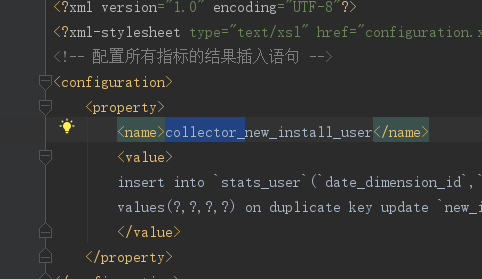 <?xml version="1.0" encoding="UTF-8"?>
<?xml-stylesheet type="text/xsl" href="configuration.x
<!-- 配置所有指标的结果插入语句 -->
<configuration>
<property>
<name>collector_new_install_user</name>
<value>
insert into `stats_user`(`date_dimension_id`,`
values(?,?,?,?) on duplicate key update `new_i
</value>
</property>